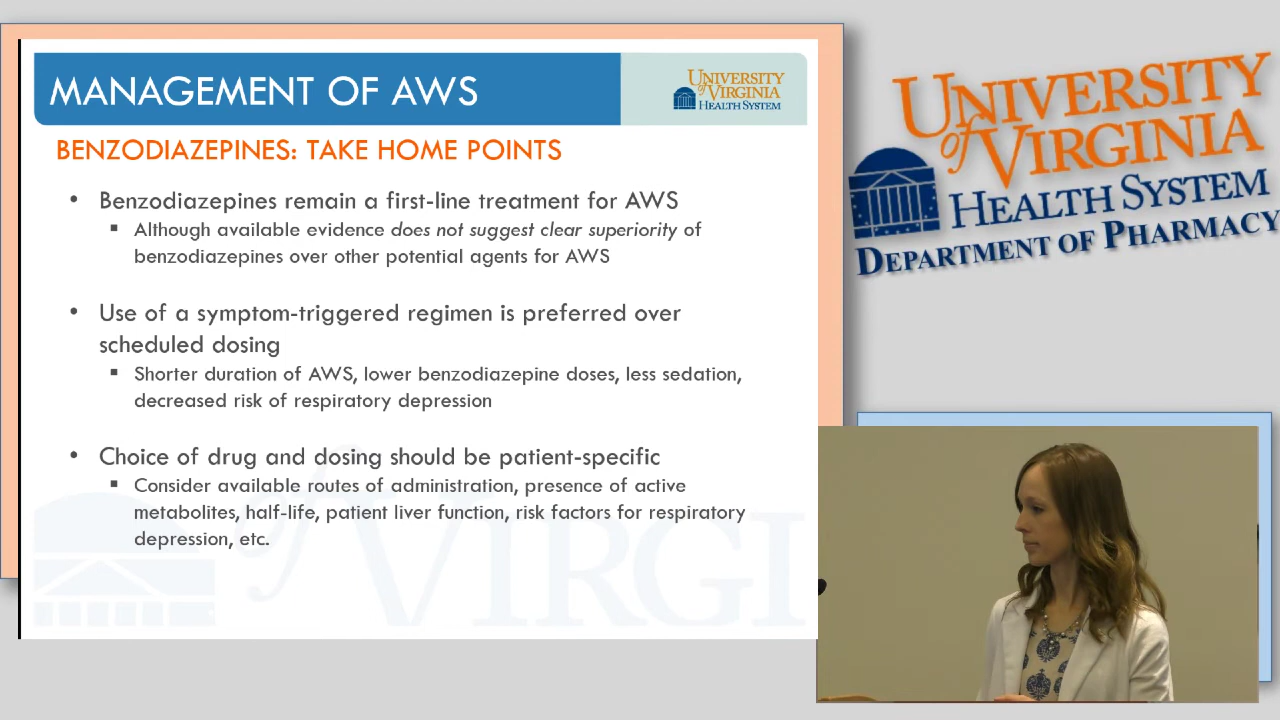 MANAGEMENT OF AWS
UNIVERSITY
of VIRGINIA
HEALTH SYSTEM
BENZODIAZEPINES: TAKE HOME POINTS
• Benzodiazepines remain a first-line treatment for AWS
▪ Although available evidence does not suggest clear superiority of
benzodiazepines over other potential agents for AWS
• Use of a symptom-triggered regimen is preferred over
scheduled dosing
▪ Shorter duration of AWS, lower benzodiazepine doses, less sedation,
decreased risk of respiratory depression
• Choice of drug and dosing should be patient-specific
▪ Consider available routes of administration, presence of active
metabolites, half-life, patient liver function, risk factors for respiratory
depression, etc.
of VIRGI
UNIVERSITY
of VIRGINIA
HEALTH SYSTEM
DEPARTMENT OF PHARMACY